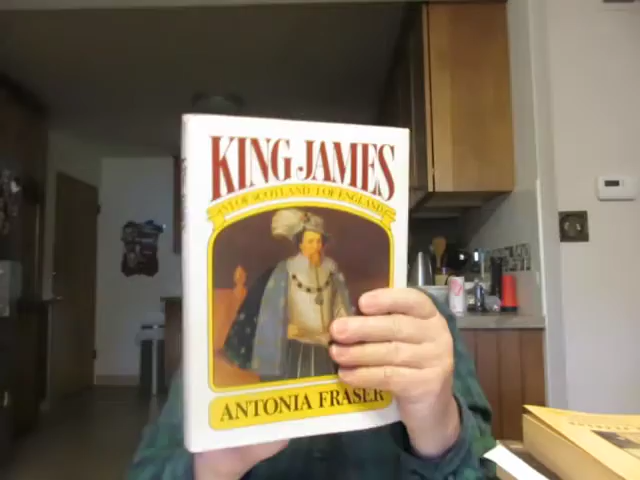 KING JAMES
VI OF SCOTLAND I OF ENGLAND
ANTONIA FRASER